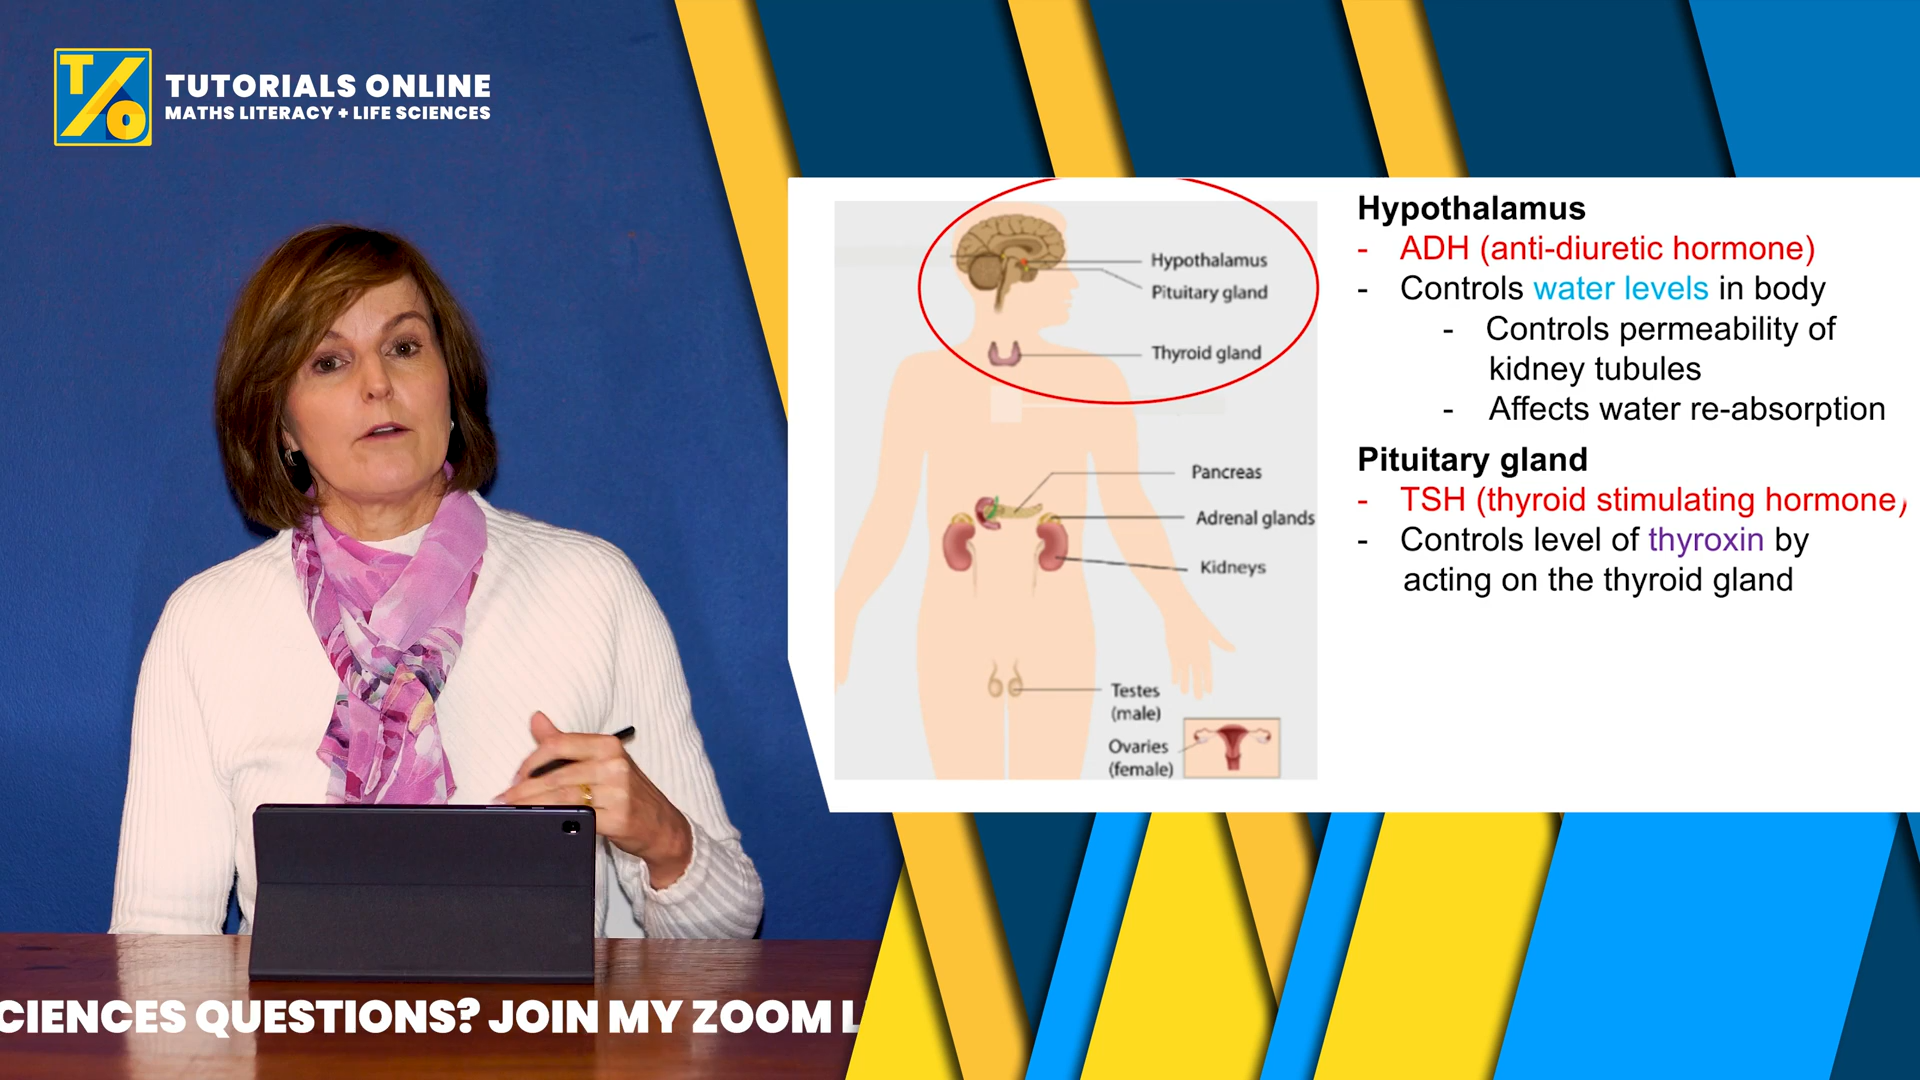 TUTORIALS ONLINE
MATHS LITERACY + LIFE SCIENCES
Hypothalamus
Pituitary gland
Thyroid gland
Pancreas
Adrenal glands
Kidneys
Testes
(male)
Ovaries
(female)
Hypothalamus
- ADH (anti-diuretic hormone)
- Controls water levels in body
- Controls permeability of
kidney tubules
- Affects water re-absorption
Pituitary gland
- TSH (thyroid stimulating hormone)
- Controls level of thyroxin by
acting on the thyroid gland
CIENCES QUESTIONS? JOIN MY ZOOM L